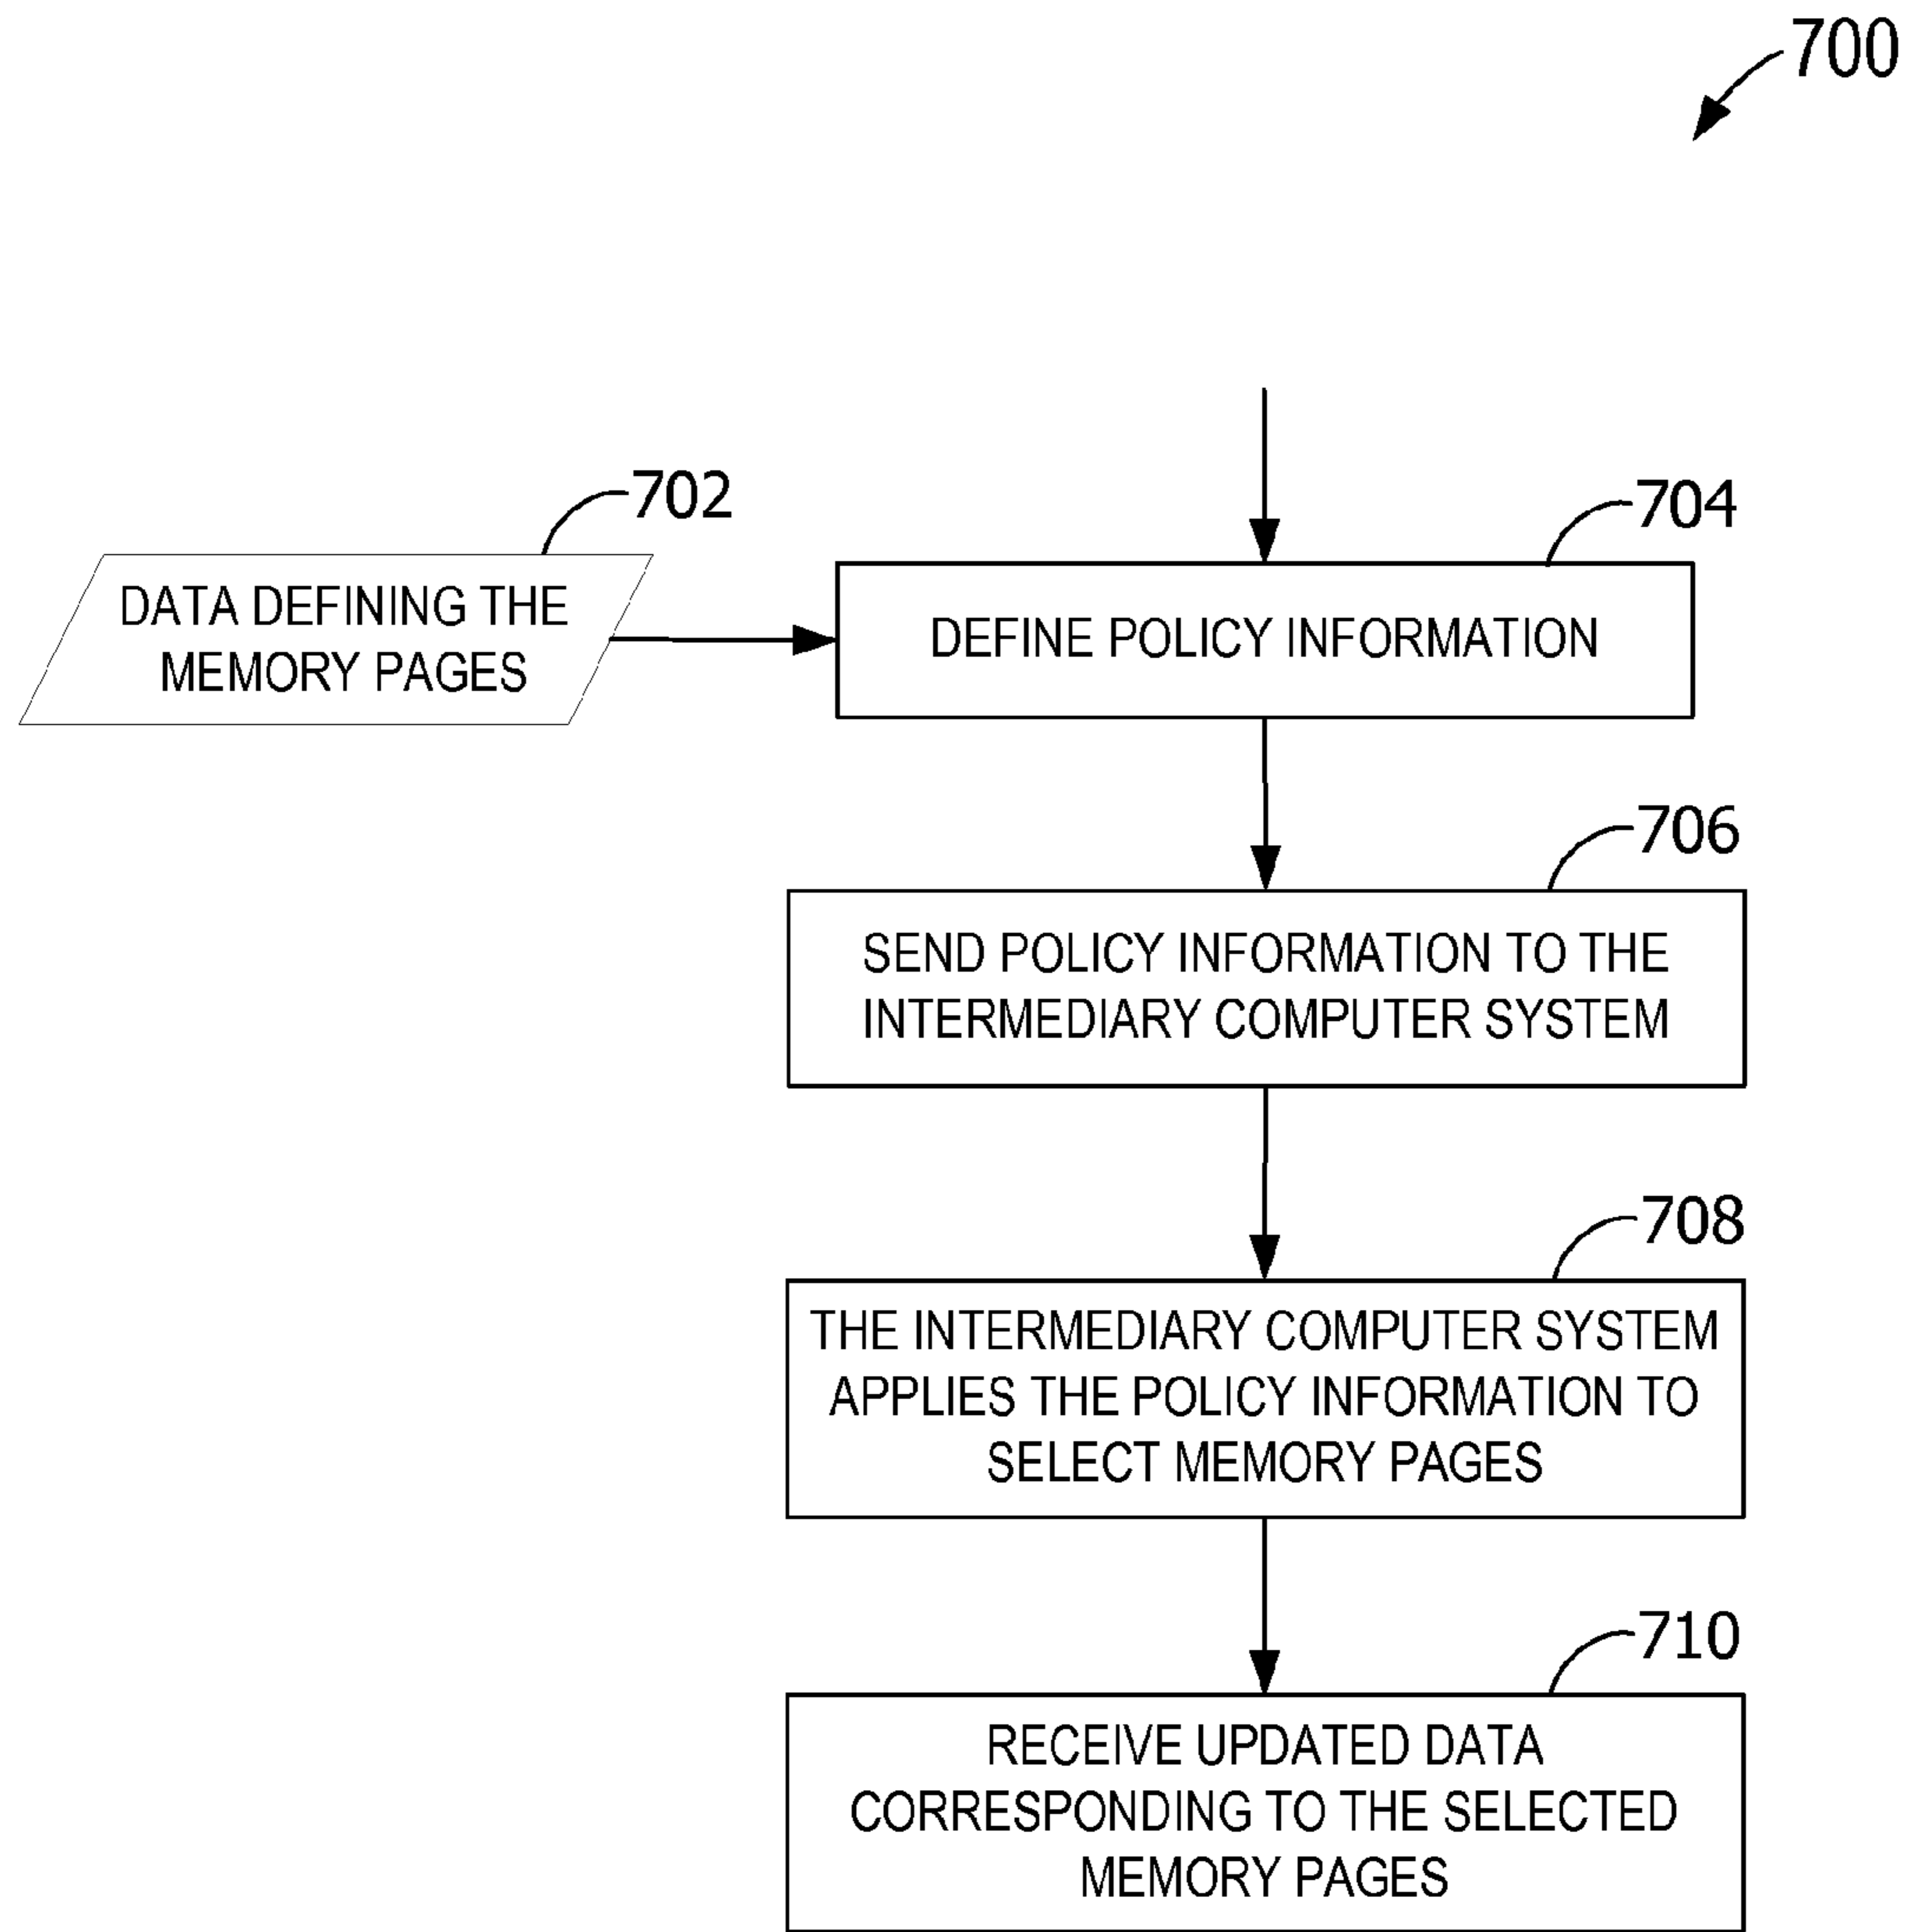 700
702
DATA DEFINING THE
MEMORY PAGES
704
DEFINE POLICY INFORMATION
706
SEND POLICY INFORMATION TO THE
INTERMEDIARY COMPUTER SYSTEM
708
THE INTERMEDIARY COMPUTER SYSTEM
APPLIES THE POLICY INFORMATION TO
SELECT MEMORY PAGES
710
RECEIVE UPDATED DATA
CORRESPONDING TO THE SELECTED
MEMORY PAGES